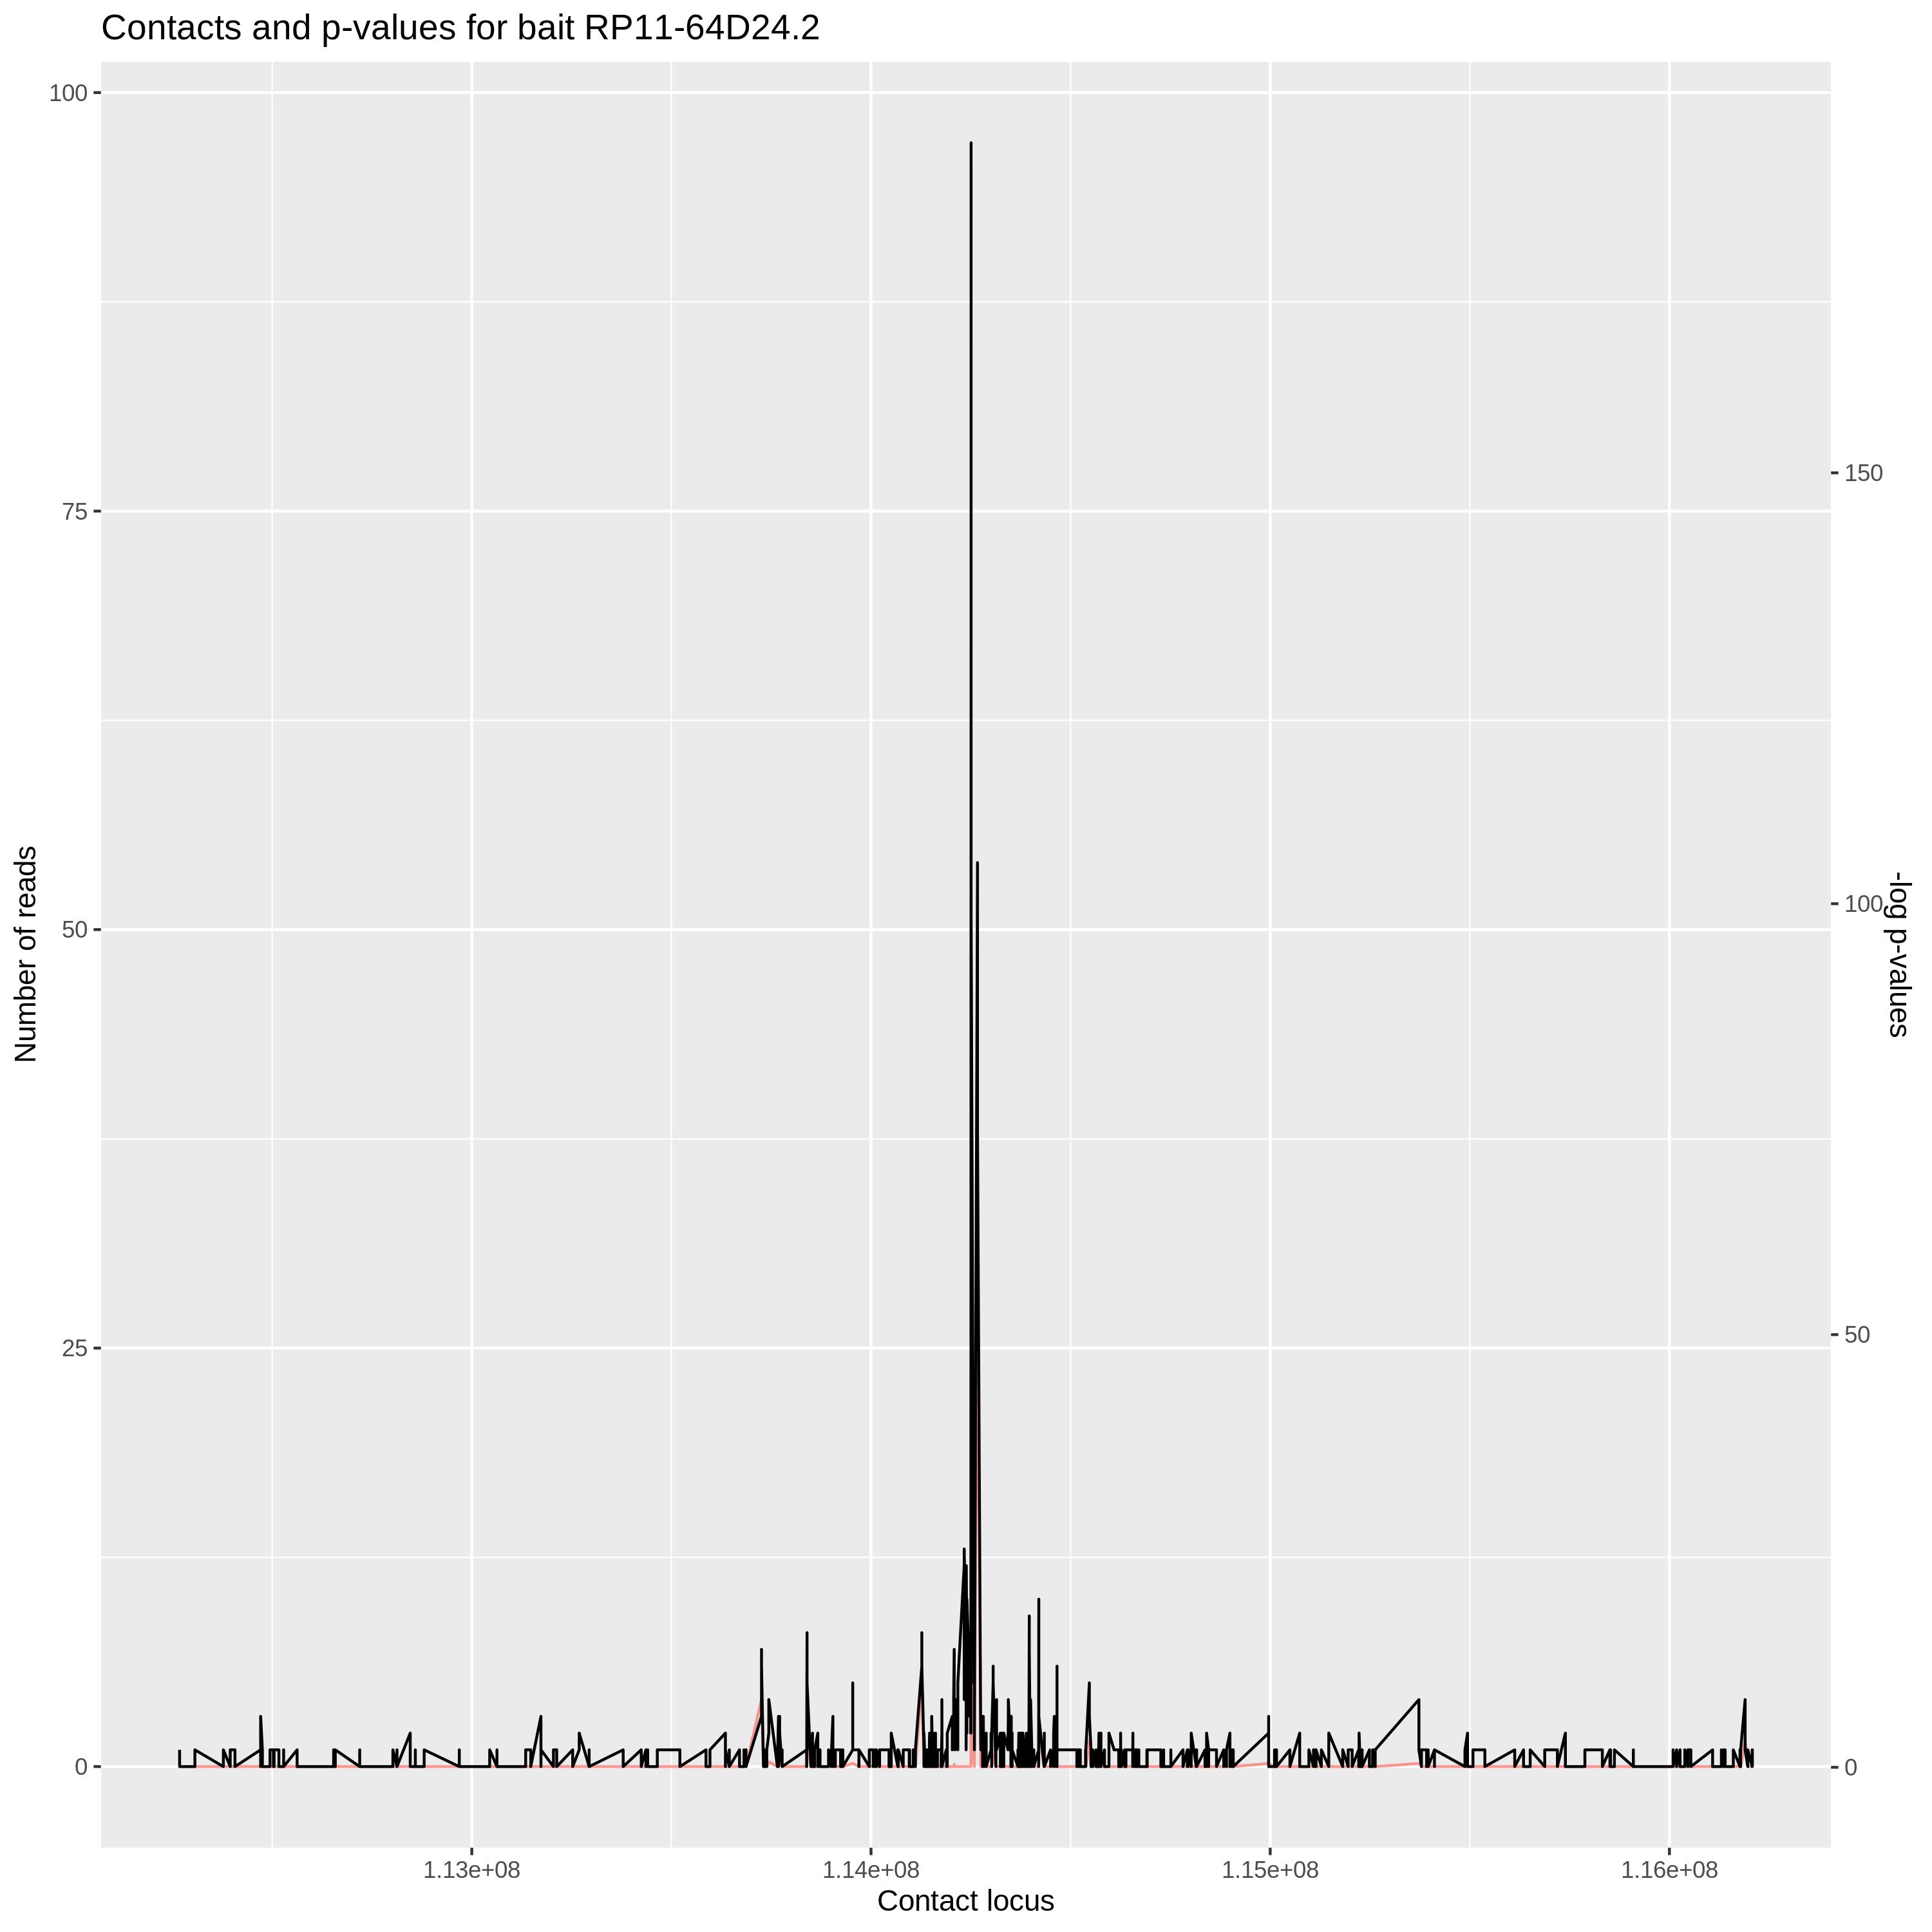 Contacts and p-values for bait RP11-64D24.2
100
75
50
25
0
Number of reads
150
100
50
0
-log p-values
1.13e+08
1.14e+08
1.15e+08
1.16e+08
Contact locus